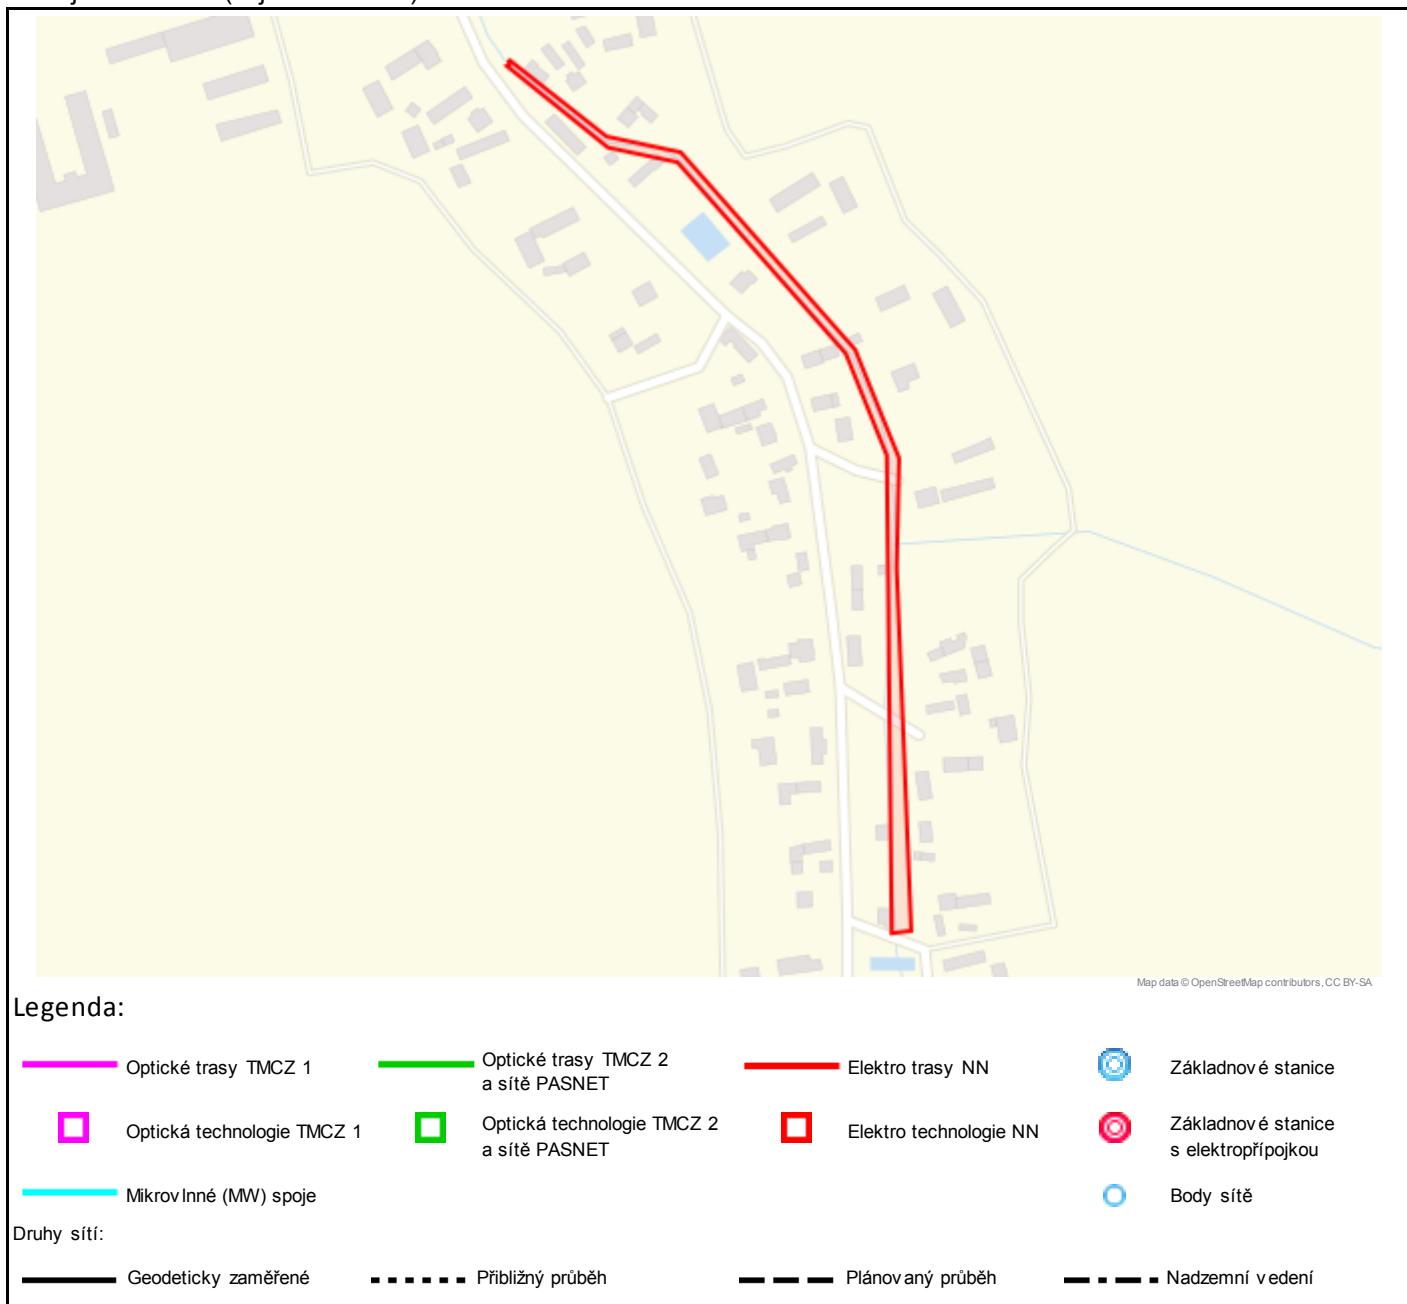 Map data © OpenStreetMap contributors, CC BY-SA
Legenda:
Optické trasy TMCZ 1
Optické trasy TMCZ 2
a sítě PASNET
Elektro trasy NN
Základnové stanice
Optická technologie TMCZ 1
Optická technologie TMCZ 2
a sítě PASNET
Elektro technologie NN
Základnové stanice
s elektropřípojkou
Mikrovlnné (MW) spoje
Body sítě
Druhy sítí:
Geodeticky zaměřené
Přibližný průběh
Plánovaný průběh
Nadzemní vedení